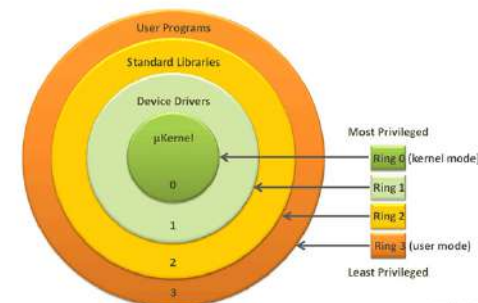 User Programs
Standard Libraries
Device Drivers
µKernel
0
1
2
3
Most Privileged
Ring 0 (kernel mode)
Ring 1
Ring 2
Ring 3 (user mode)
Least Privileged